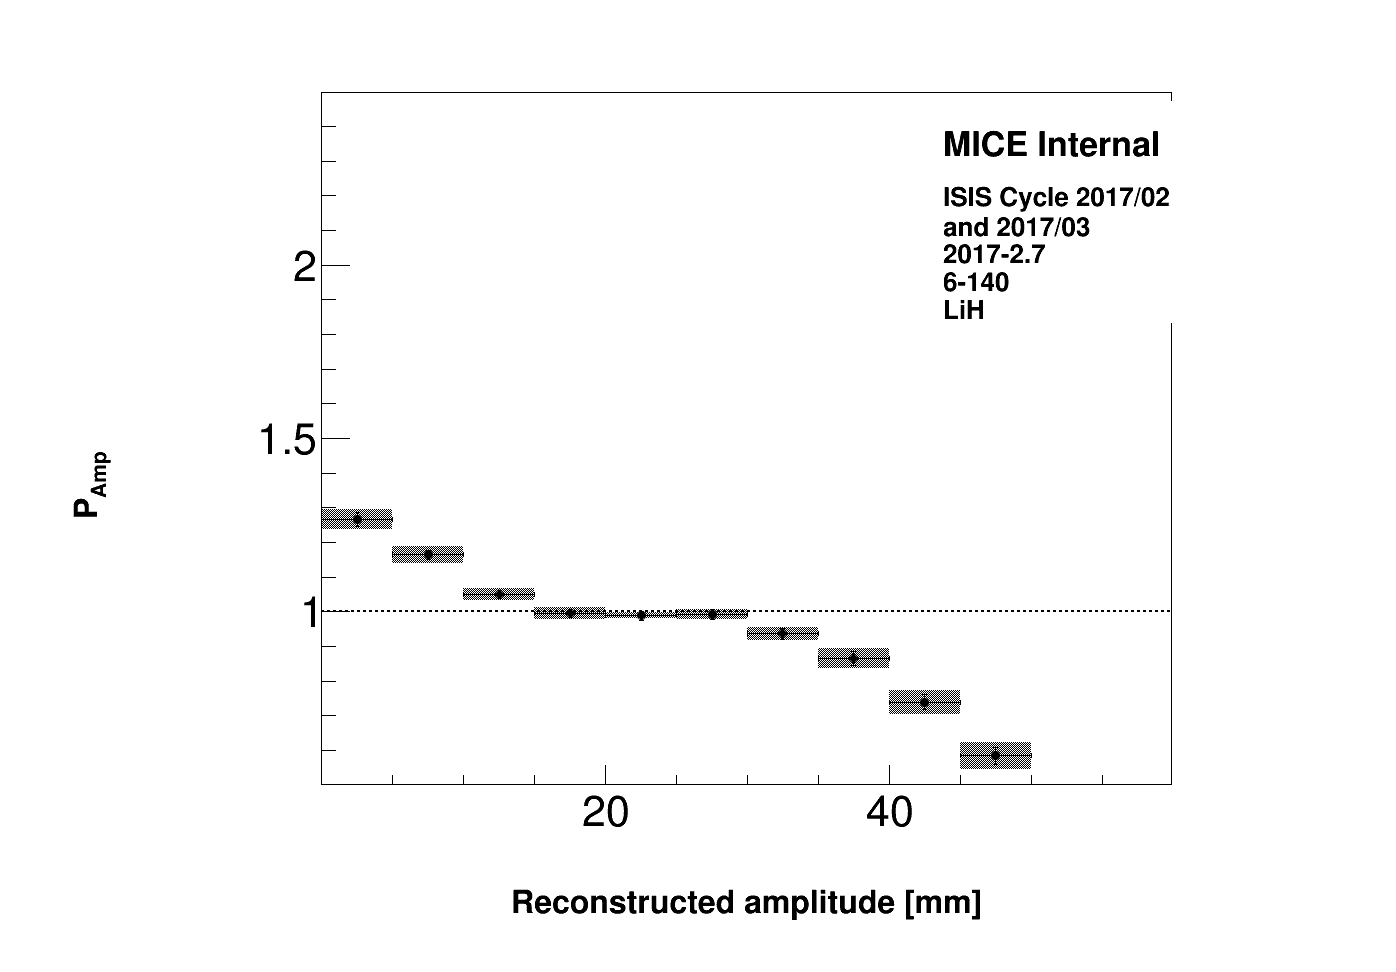 MICE Internal
ISIS Cycle 2017/02
and 2017/03
2017-2.7
6-140
LiH
2
1.5
1
P_Amp
20
40
Reconstructed amplitude [mm]